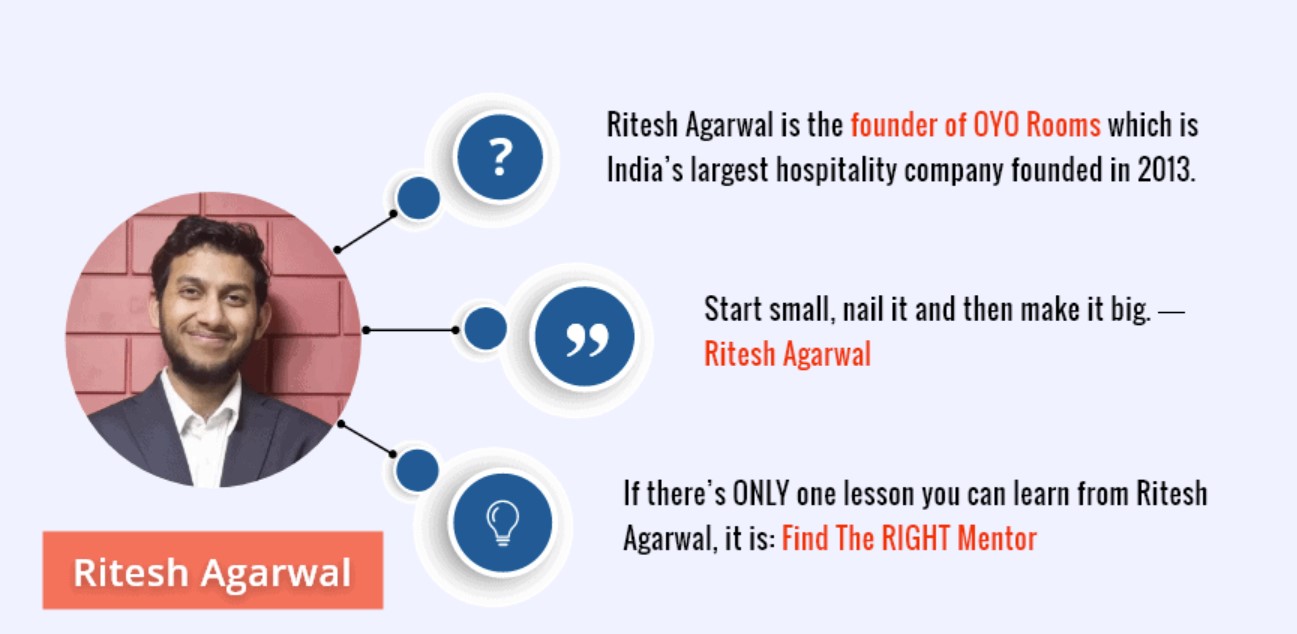 Ritesh Agarwal is the founder of OYO Rooms which is
India’s largest hospitality company founded in 2013.
Start small, nail it and then make it big. —
Ritesh Agarwal
If there’s ONLY one lesson you can learn from Ritesh
Agarwal, it is: Find The RIGHT Mentor
Ritesh Agarwal